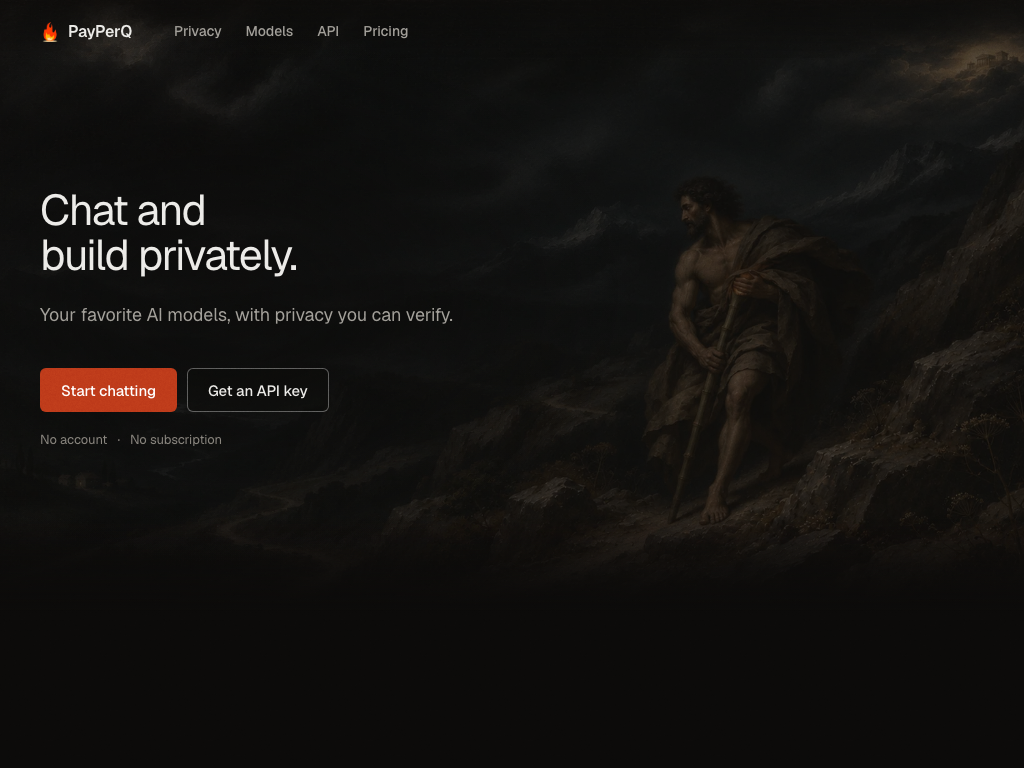 PayPerQ Privacy Models API Pricing
Chat and
build privately.
Your favorite AI models, with privacy you can verify.
Start chatting Get an API key
No account · No subscription